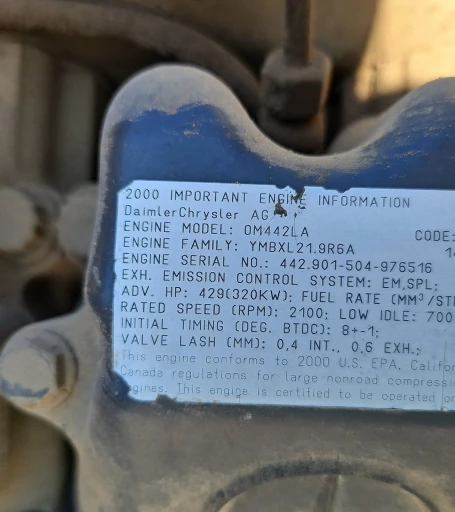 2000 IMPORTANT ENGINE INFORMATION
DaimlerChrysler AG
ENGINE MODEL: OM442LA CODE:
ENGINE FAMILY: YMBXL21.9R6A
ENGINE SERIAL NO.: 442.901-504-976516
EXH. EMISSION CONTROL SYSTEM: EM,SPL;
ADV. HP: 429(320KW); FUEL RATE (MM³/ST
RATED SPEED (RPM): 2100; LOW IDLE: 700
INITIAL TIMING (DEG. BTDC): 8+-1;
VALVE LASH (MM): 0,4 INT., 0,6 EXH.;
This engine conforms to 2000 U.S. EPA, Califor
Canada regulations for large nonroad compressi
engines. This engine is certified to be operated o